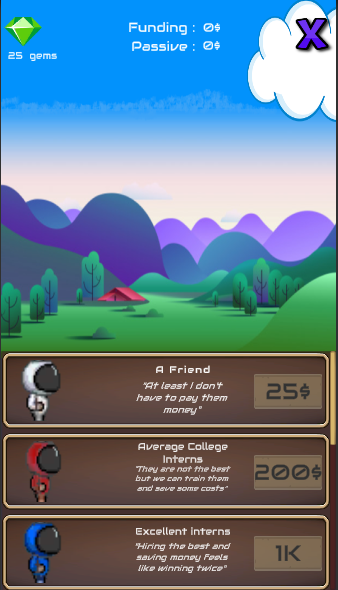 Funding : 0$
Passive : 0$
X
25 gems
A Friend
"At least I don't
have to pay them
money"
25$
Average College
Interns
"They are not the best
but we can train them
and save some costs"
200$
Excellent interns
"Hiring the best and
saving money Feels
like winning twice"
1K